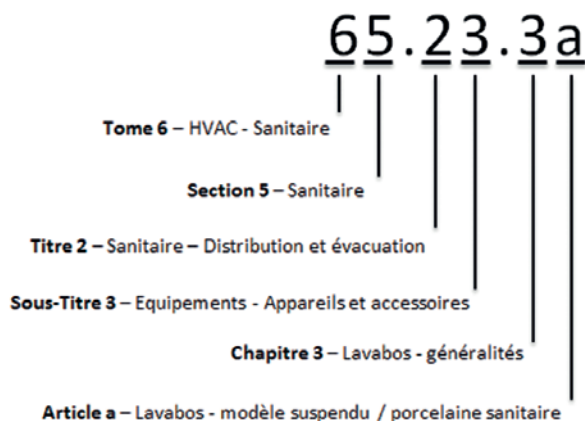 65.23.3a
Tome 6 – HVAC - Sanitaire
Section 5 – Sanitaire
Titre 2 – Sanitaire – Distribution et évacuation
Sous-Titre 3 – Equipements - Appareils et accessoires
Chapitre 3 – Lavabos - généralités
Article a – Lavabos - modèle suspendu / porcelaine sanitaire